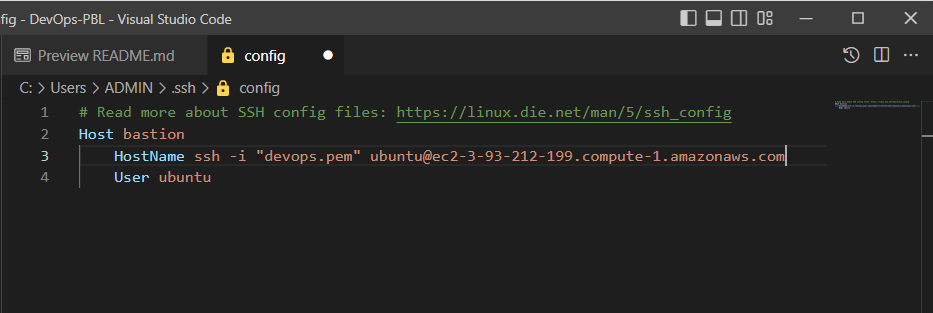 fig - DevOps-PBL - Visual Studio Code
Preview README.md config
C: > Users > ADMIN > .ssh > config
1 # Read more about SSH config files: https://linux.die.net/man/5/ssh_config
2 Host bastion
3 HostName ssh -i "devops.pem" ubuntu@ec2-3-93-212-199.compute-1.amazonaws.com
4 User ubuntu